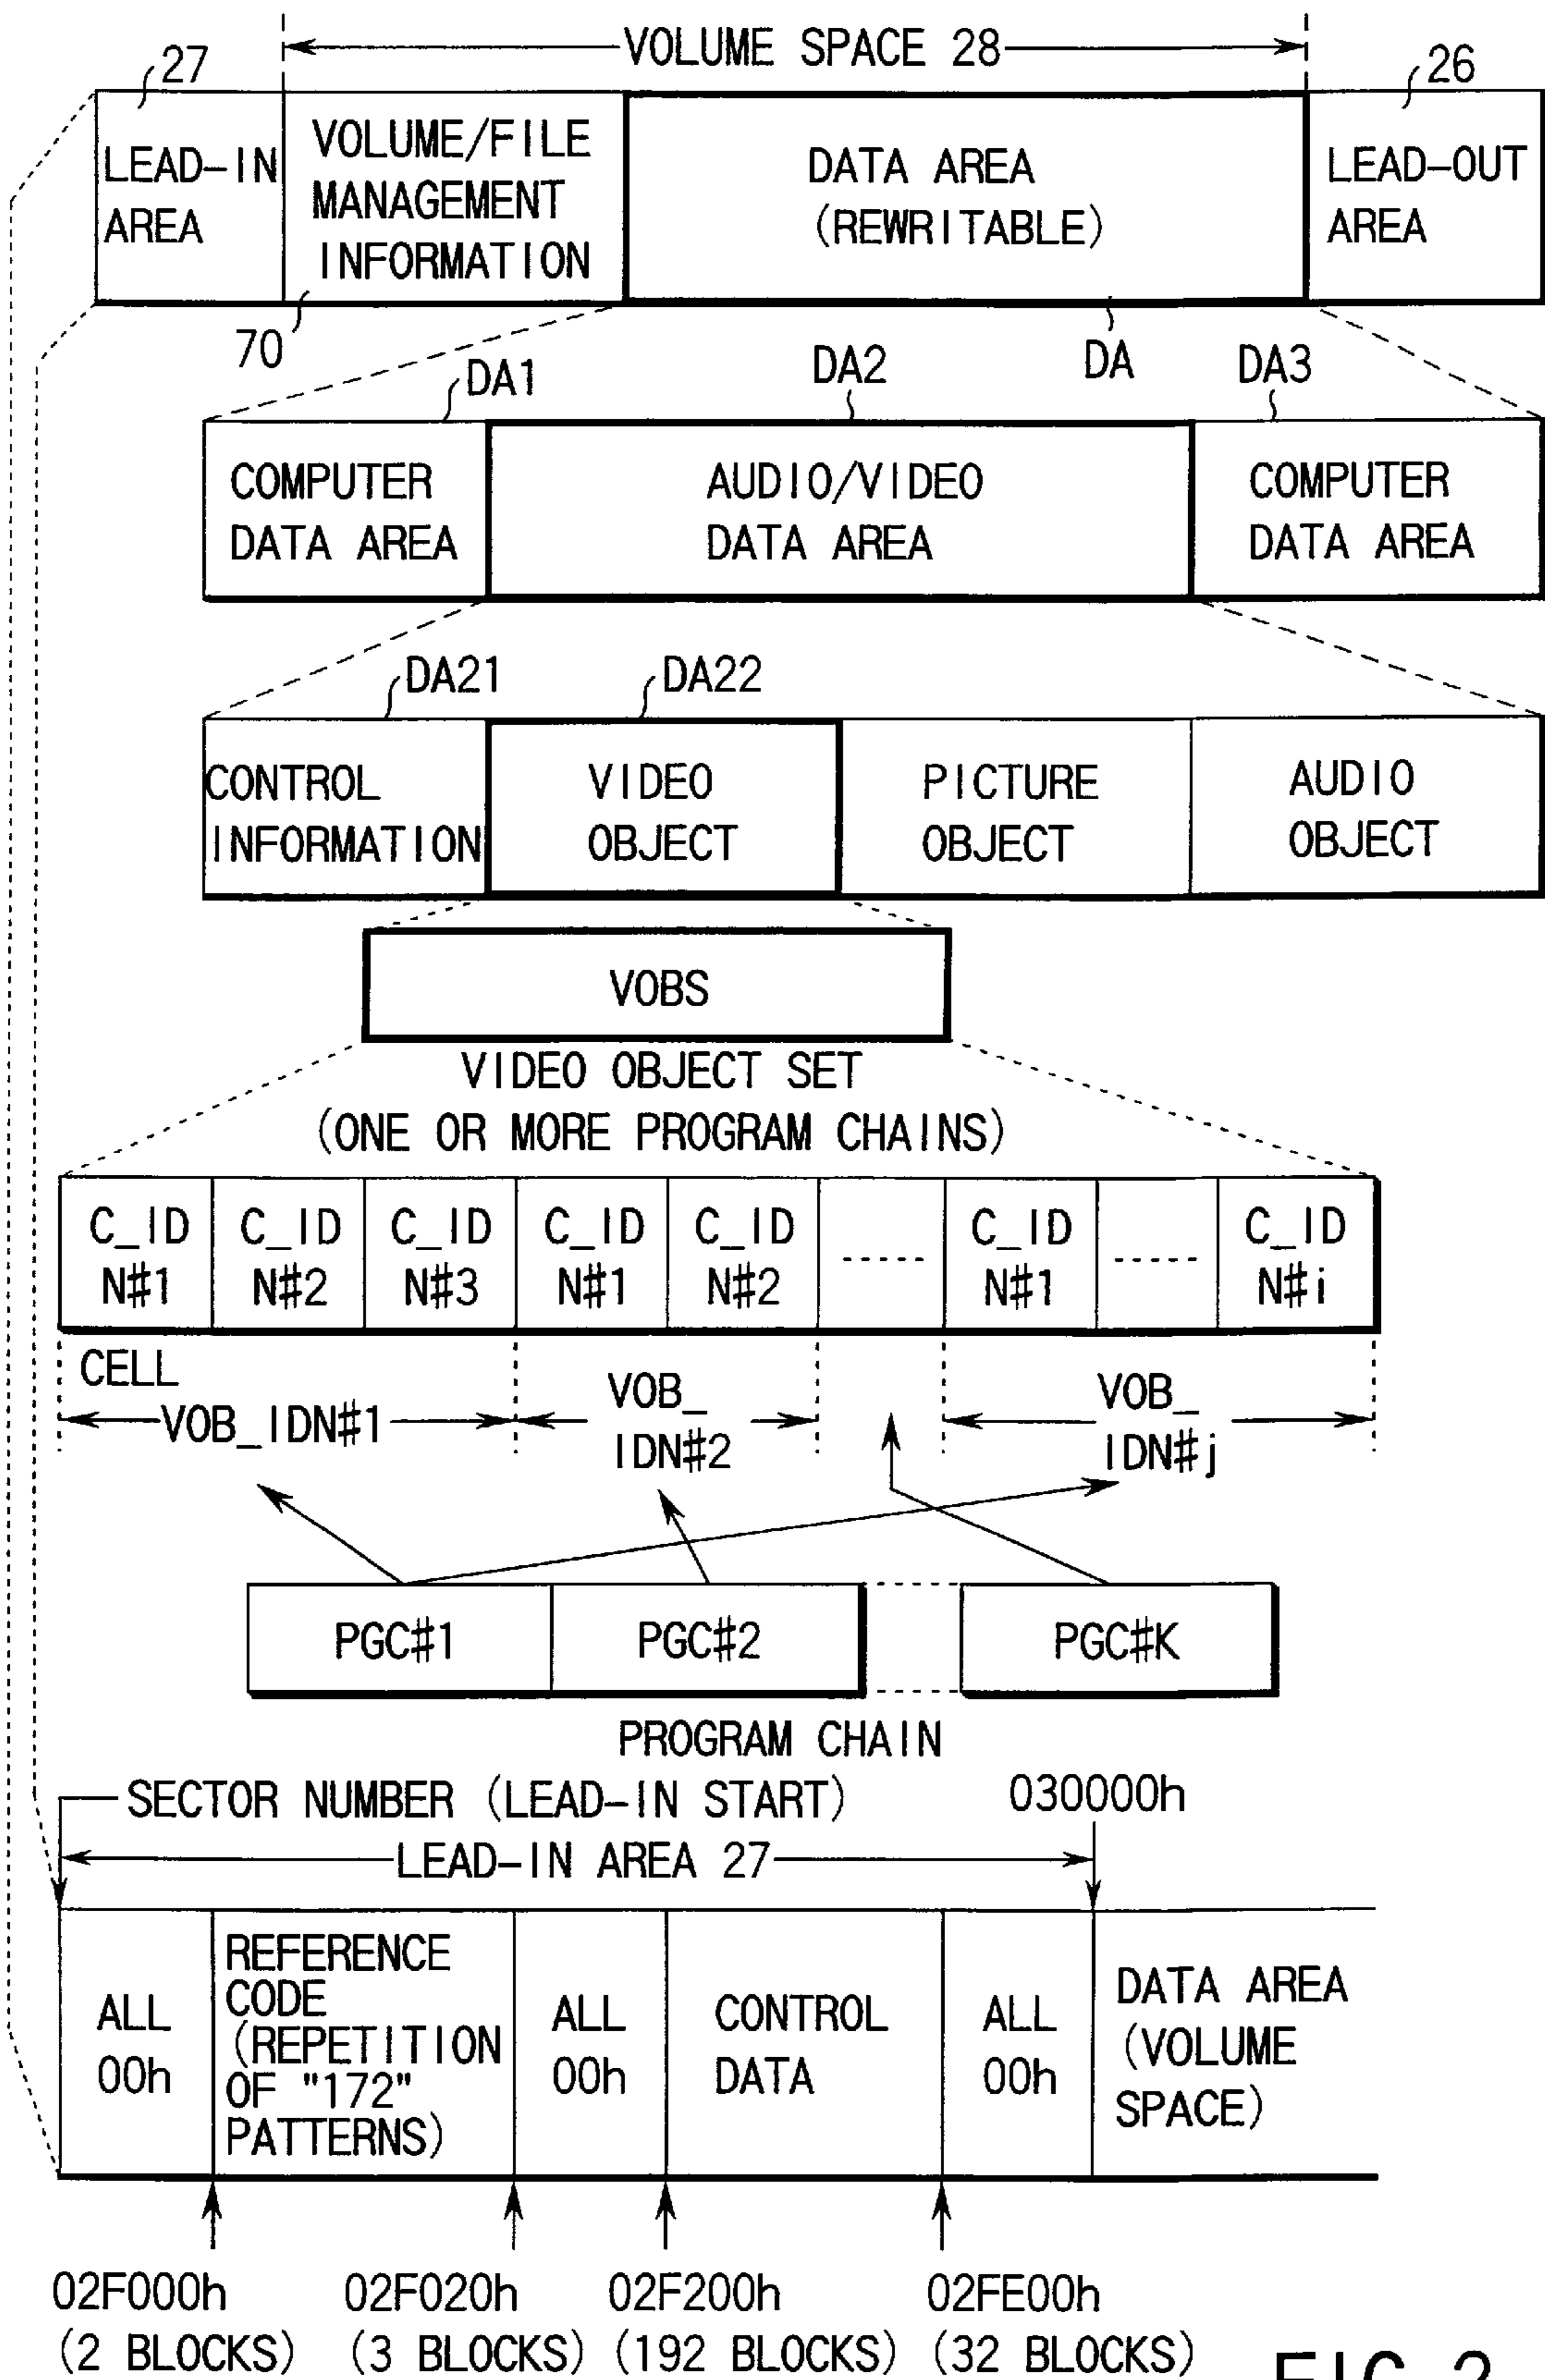 VOLUME SPACE 28
27
26
LEAD-IN
AREA
VOLUME/FILE
MANAGEMENT
INFORMATION
DATA AREA
(REWRITABLE)
LEAD-OUT
AREA
70
DA1
DA2
DA
DA3
COMPUTER
DATA AREA
AUDIO/VIDEO
DATA AREA
COMPUTER
DATA AREA
DA21
DA22
CONTROL
INFORMATION
VIDEO
OBJECT
PICTURE
OBJECT
AUDIO
OBJECT
VOBS
VIDEO OBJECT SET
(ONE OR MORE PROGRAM CHAINS)
C_ID
N#1
C_ID
N#2
C_ID
N#3
C_ID
N#1
C_ID
N#2
C_ID
N#1
C_ID
N#i
CELL
VOB_IDN#1
VOB_
IDN#2
VOB_
IDN#j
PGC#1
PGC#2
PGC#K
PROGRAM CHAIN
SECTOR NUMBER (LEAD-IN START)
030000h
LEAD-IN AREA 27
ALL
00h
REFERENCE
CODE
(REPETITION
OF "172"
PATTERNS)
ALL
00h
CONTROL
DATA
ALL
00h
DATA AREA
(VOLUME
SPACE)
02F000h
(2 BLOCKS)
02F020h
(3 BLOCKS)
02F200h
(192 BLOCKS)
02FE00h
(32 BLOCKS)
FIG. 2